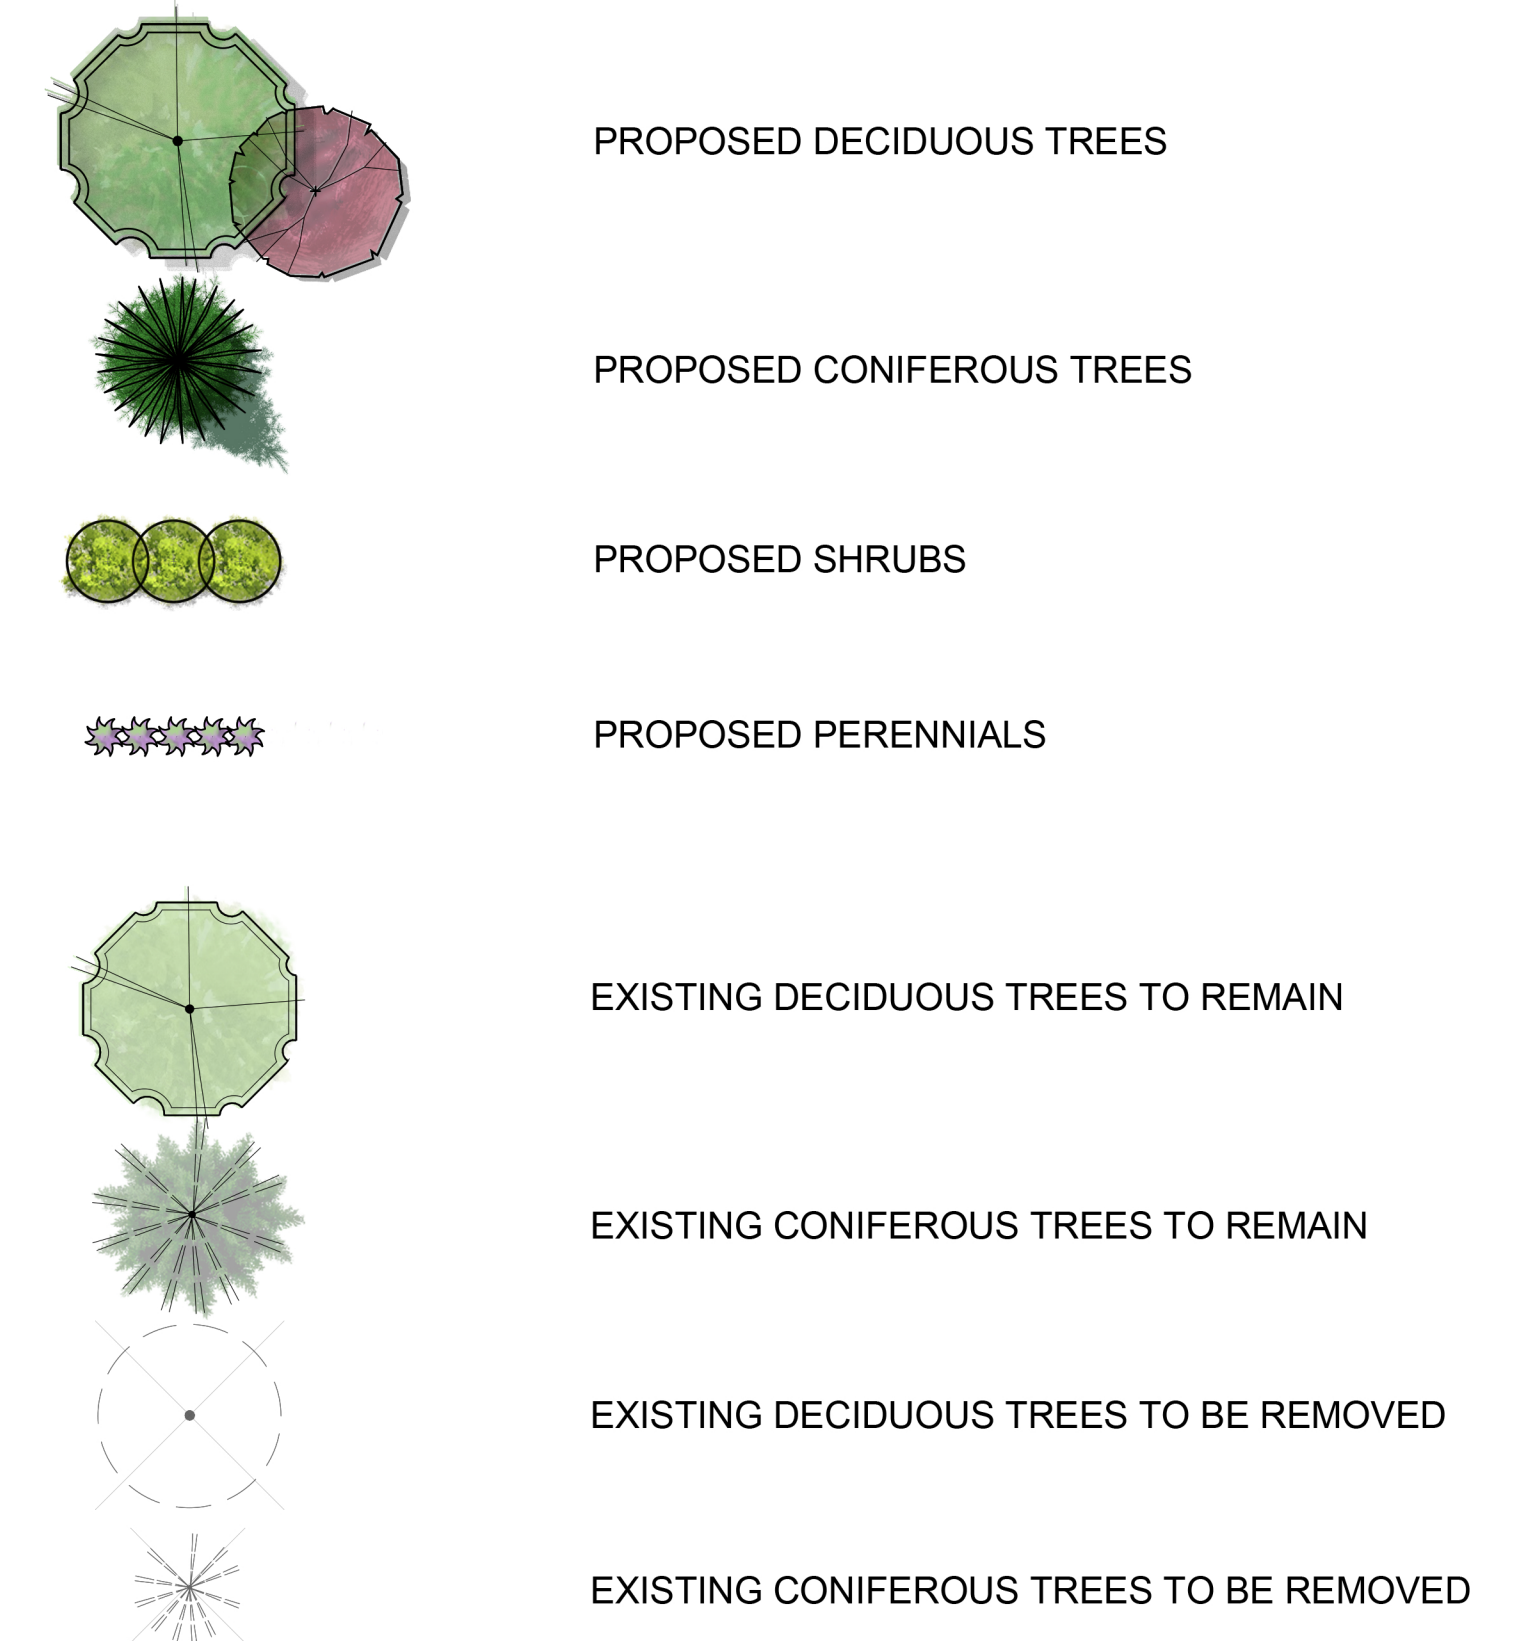 PROPOSED DECIDUOUS TREES
PROPOSED CONIFEROUS TREES
PROPOSED SHRUBS
PROPOSED PERENNIALS
EXISTING DECIDUOUS TREES TO REMAIN
EXISTING CONIFEROUS TREES TO REMAIN
EXISTING DECIDUOUS TREES TO BE REMOVED
EXISTING CONIFEROUS TREES TO BE REMOVED